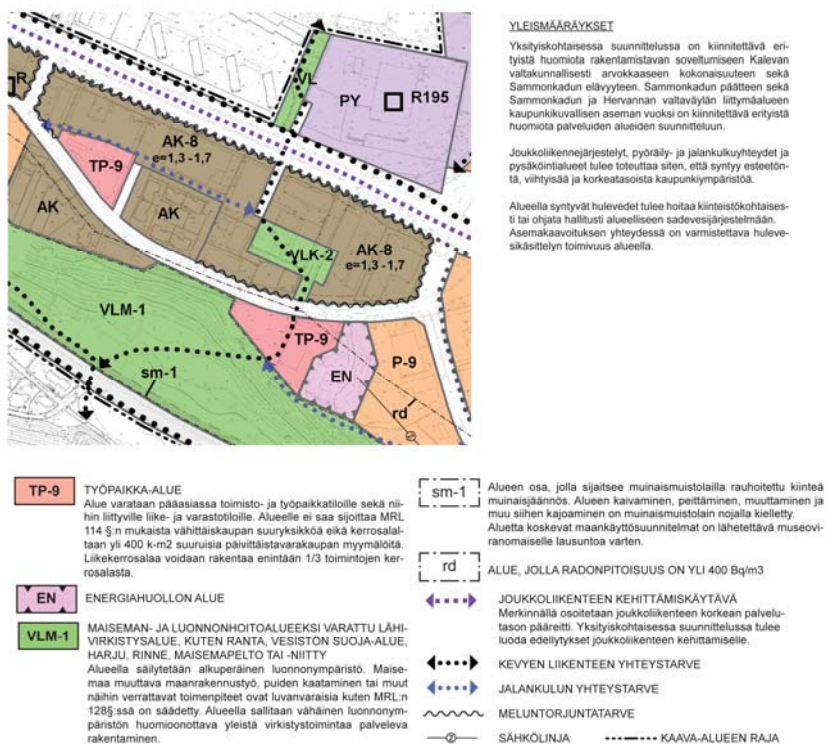 R
VL
PY
R195
AK-8
e=1,3 -1,7
TP-9
AK
AK
VLK-2
AK-8
e=1,3 -1,7
VLM-1
TP-9
EN
P-9
sm-1
rd
YLEISMÄÄRÄYKSET
Yksityiskohtaisessa suunnittelussa on kiinnitettävä eri-
tyistä huomiota rakentamistavan soveltumiseen Kalevan
valtakunnallisesti arvokkaaseen kokonaisuuteen sekä
Sammonkadun elävyyteen. Sammonkadun päätteen sekä
Sammonkadun ja Hervannan valtaväylän liittymäalueen
kaupunkikuvallisen aseman vuoksi on kiinnitettävä erityistä
huomiota palveluiden alueiden suunnitteluun.
Joukkoliikennejärjestelyt, pyöräily- ja jalankulkuyhteydet ja
pysäköintialueet tulee toteuttaa siten, että syntyy esteetön-
tä, viihtyisää ja korkeatasoista kaupunkiympäristöä.
Alueella syntyvät hulevedet tulee hoitaa kiinteistökohtaises-
ti tai ohjata hallitusti alueelliseen sadevesijärjestelmään.
Asemakaavoituksen yhteydessä on varmistettava huleve-
sikäsittelyn toimivuus alueella.
TP-9
TYÖPAIKKA-ALUE
Alue varataan pääasiassa toimisto- ja työpaikkatiloille sekä nii-
hin liittyville liike- ja varastotiloille. Alueelle ei saa sijoittaa MRL
114 §:n mukaista vähittäiskaupan suuryksikköä eikä kerrosalal-
taan yli 400 k-m2 suuruisia päivittäistavarakaupan myymälöitä.
Liikekerrosalaa voidaan rakentaa enintään 1/3 toimintojen ker-
rosalasta.
EN
ENERGIAHUOLLON ALUE
VLM-1
MAISEMAN- JA LUONNONHOITOALUEEKSI VARATTU LÄHI-
VIRKISTYSALUE, KUTEN RANTA, VESISTÖN SUOJA-ALUE,
HARJU, RINNE, MAISEMAPELTO TAI -NIITTY
Alueella säilytetään alkuperäinen luonnonympäristö. Maise-
maa muuttava maanrakennustyö, puiden kaataminen tai muut
näihin verrattavat toimenpiteet ovat luvanvaraisia kuten MRL:n
128§:ssä on säädetty. Alueella sallitaan vähäinen luonnonym-
päristön huomioonottava yleistä virkistystoimintaa palveleva
rakentaminen.
sm-1
Alueen osa, jolla sijaitsee muinaismuistolailla rauhoitettu kiinteä
muinaisjäännös. Alueen kaivaminen, peittäminen, muuttaminen ja
muu siihen kajoaminen on muinaismuistolain nojalla kielletty.
Aluetta koskevat maankäyttösuunnitelmat on lähetettävä museovi-
ranomaiselle lausuntoa varten.
rd
ALUE, JOLLA RADONPITOISUUS ON YLI 400 Bq/m3
JOUKKOLIIKENTEEN KEHITTÄMISKÄYTÄVÄ
Merkinnällä osoitetaan joukkoliikenteen korkean palvelu-
tason pääreitti. Yksityiskohtaisessa suunnittelussa tulee
luoda edellytykset joukkoliikenteen kehittämiselle.
KEVYEN LIIKENTEEN YHTEYSTARVE
JALANKULUN YHTEYSTARVE
MELUNTORJUNTATARVE
SÄHKÖLINJA
KAAVA-ALUEEN RAJA